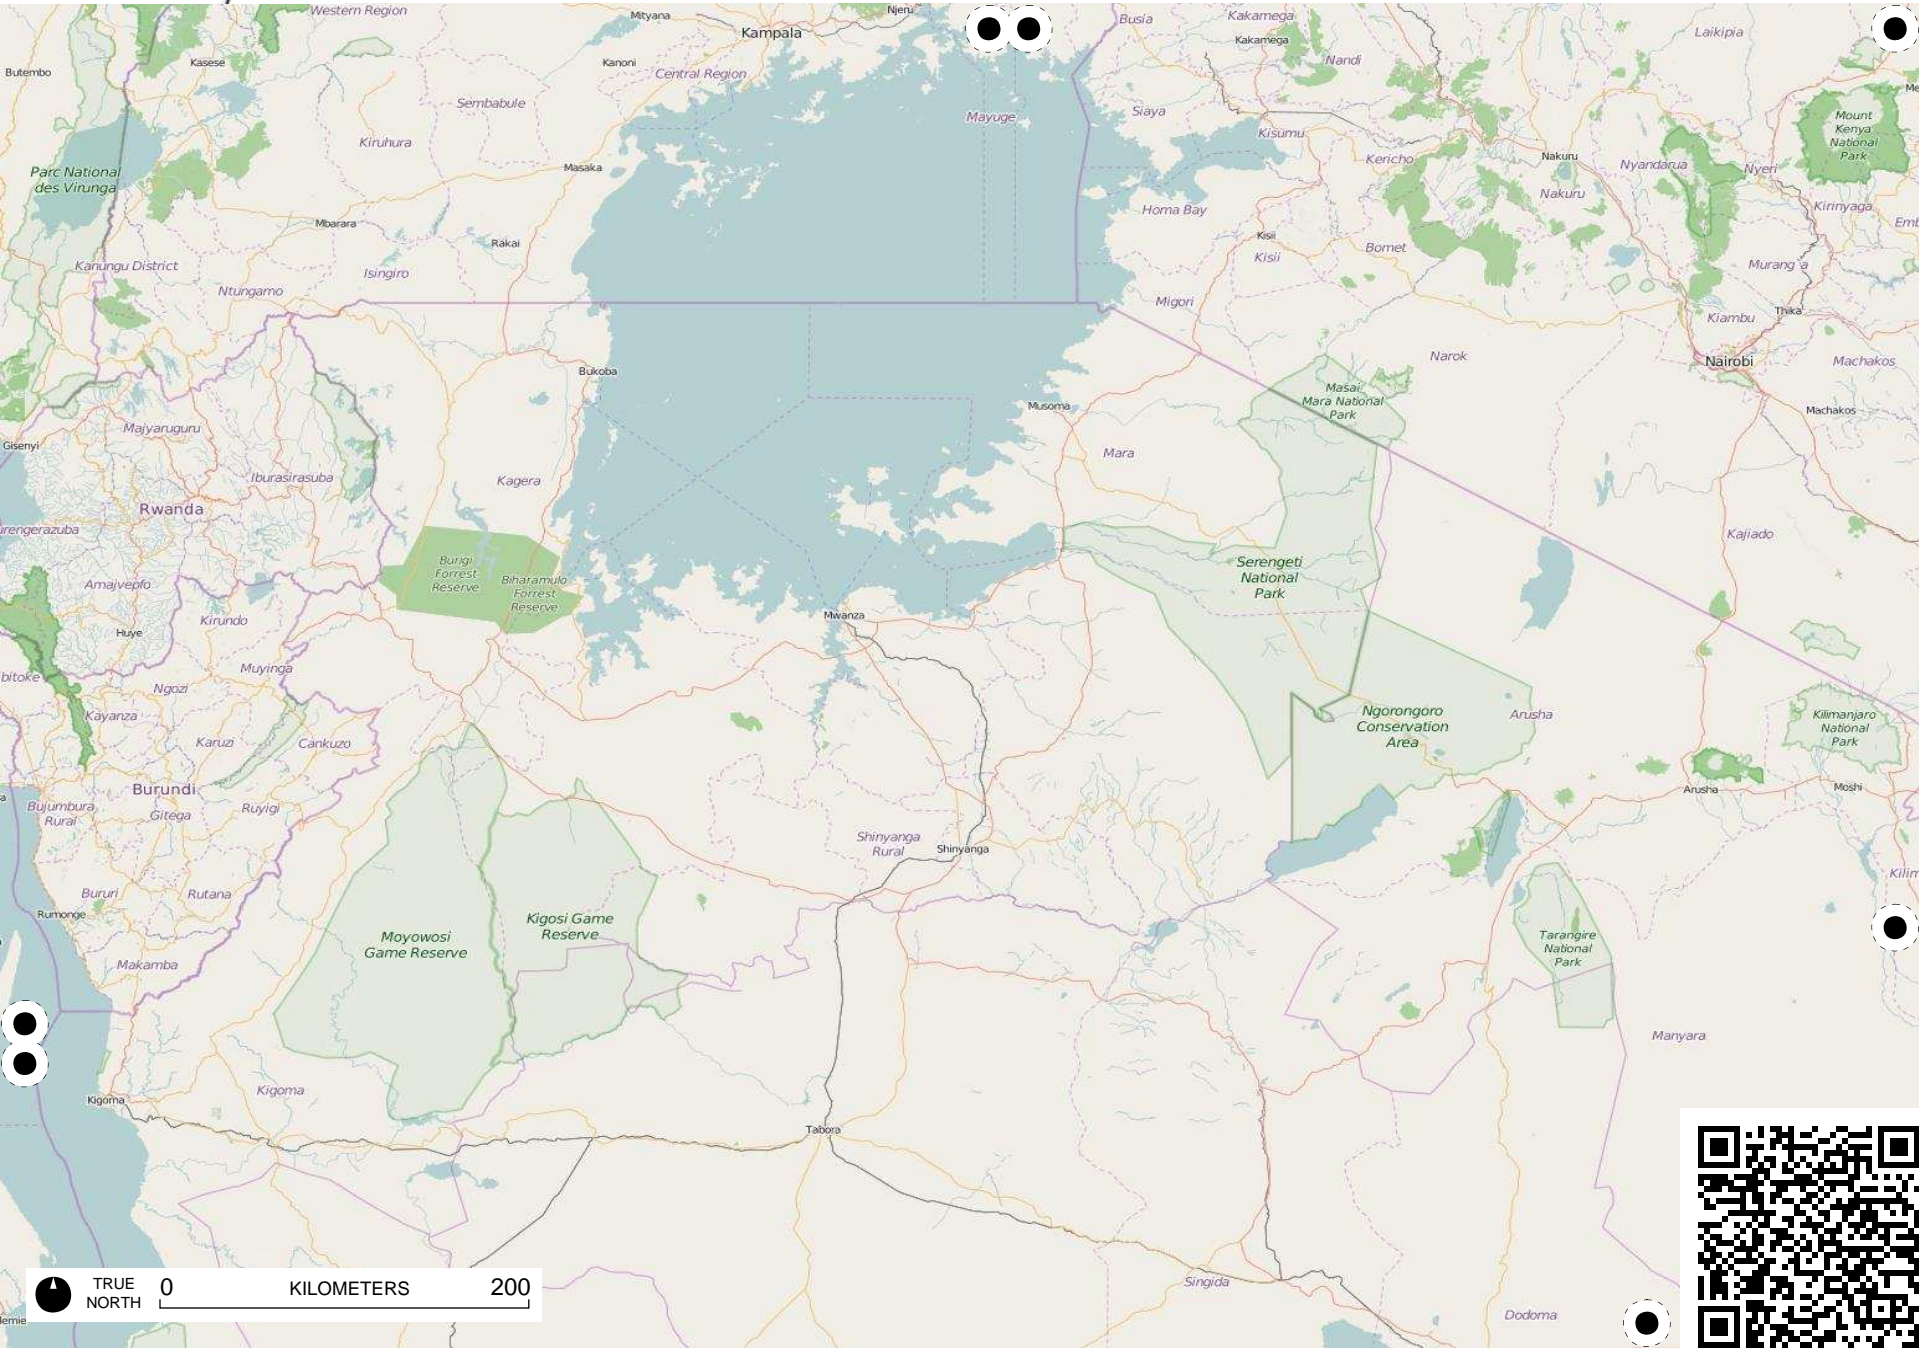 Western Region
Mityana
Njeru
Kampala
Busia
Kakamega
Kakamega
Laikipia
Butembo
Kasese
Kanoni
Central Region
Nandi
Sembabule
Mayuge
Siaya
Mount
Kenya
National
Park
Kiruhura
Kisumu
Kericho
Nakuru
Nyandarua
Nyeri
Parc National
des Virunga
Masaka
Nakuru
Homa Bay
Kirinyaga
Mbarara
Rakai
Kisii
Kisii
Bomet
Kanungu District
Isingiro
Murang a
Ntungamo
Migori
Kiambu
Thika
Narok
Nairobi
Machakos
Bukoba
Masai
Mara National
Park
Musoma
Machakos
Majyaruguru
Gisenyi
Mara
Iburasirasuba
Kagera
Rwanda
Kajiado
Burigi
Forrest
Reserve
Biharamulo
Forrest
Reserve
Serengeti
National
Park
Amajyepfo
Kirundo
Mwanza
Huye
Muyinga
Ngozi
Kayanza
Karuzi
Cankuzo
Ngorongoro
Conservation
Area
Arusha
Kilimanjaro
National
Park
Burundi
Bujumbura
Rural
Gitega
Ruyigi
Arusha
Moshi
Shinyanga
Rural
Shinyanga
Bururi
Rutana
Rumonge
Kigosi Game
Reserve
Moyowosi
Game Reserve
Tarangire
National
Park
Makamba
Manyara
Kigoma
Kigoma
Tabora
TRUE
NORTH
0 KILOMETERS 200
Singida
Dodoma